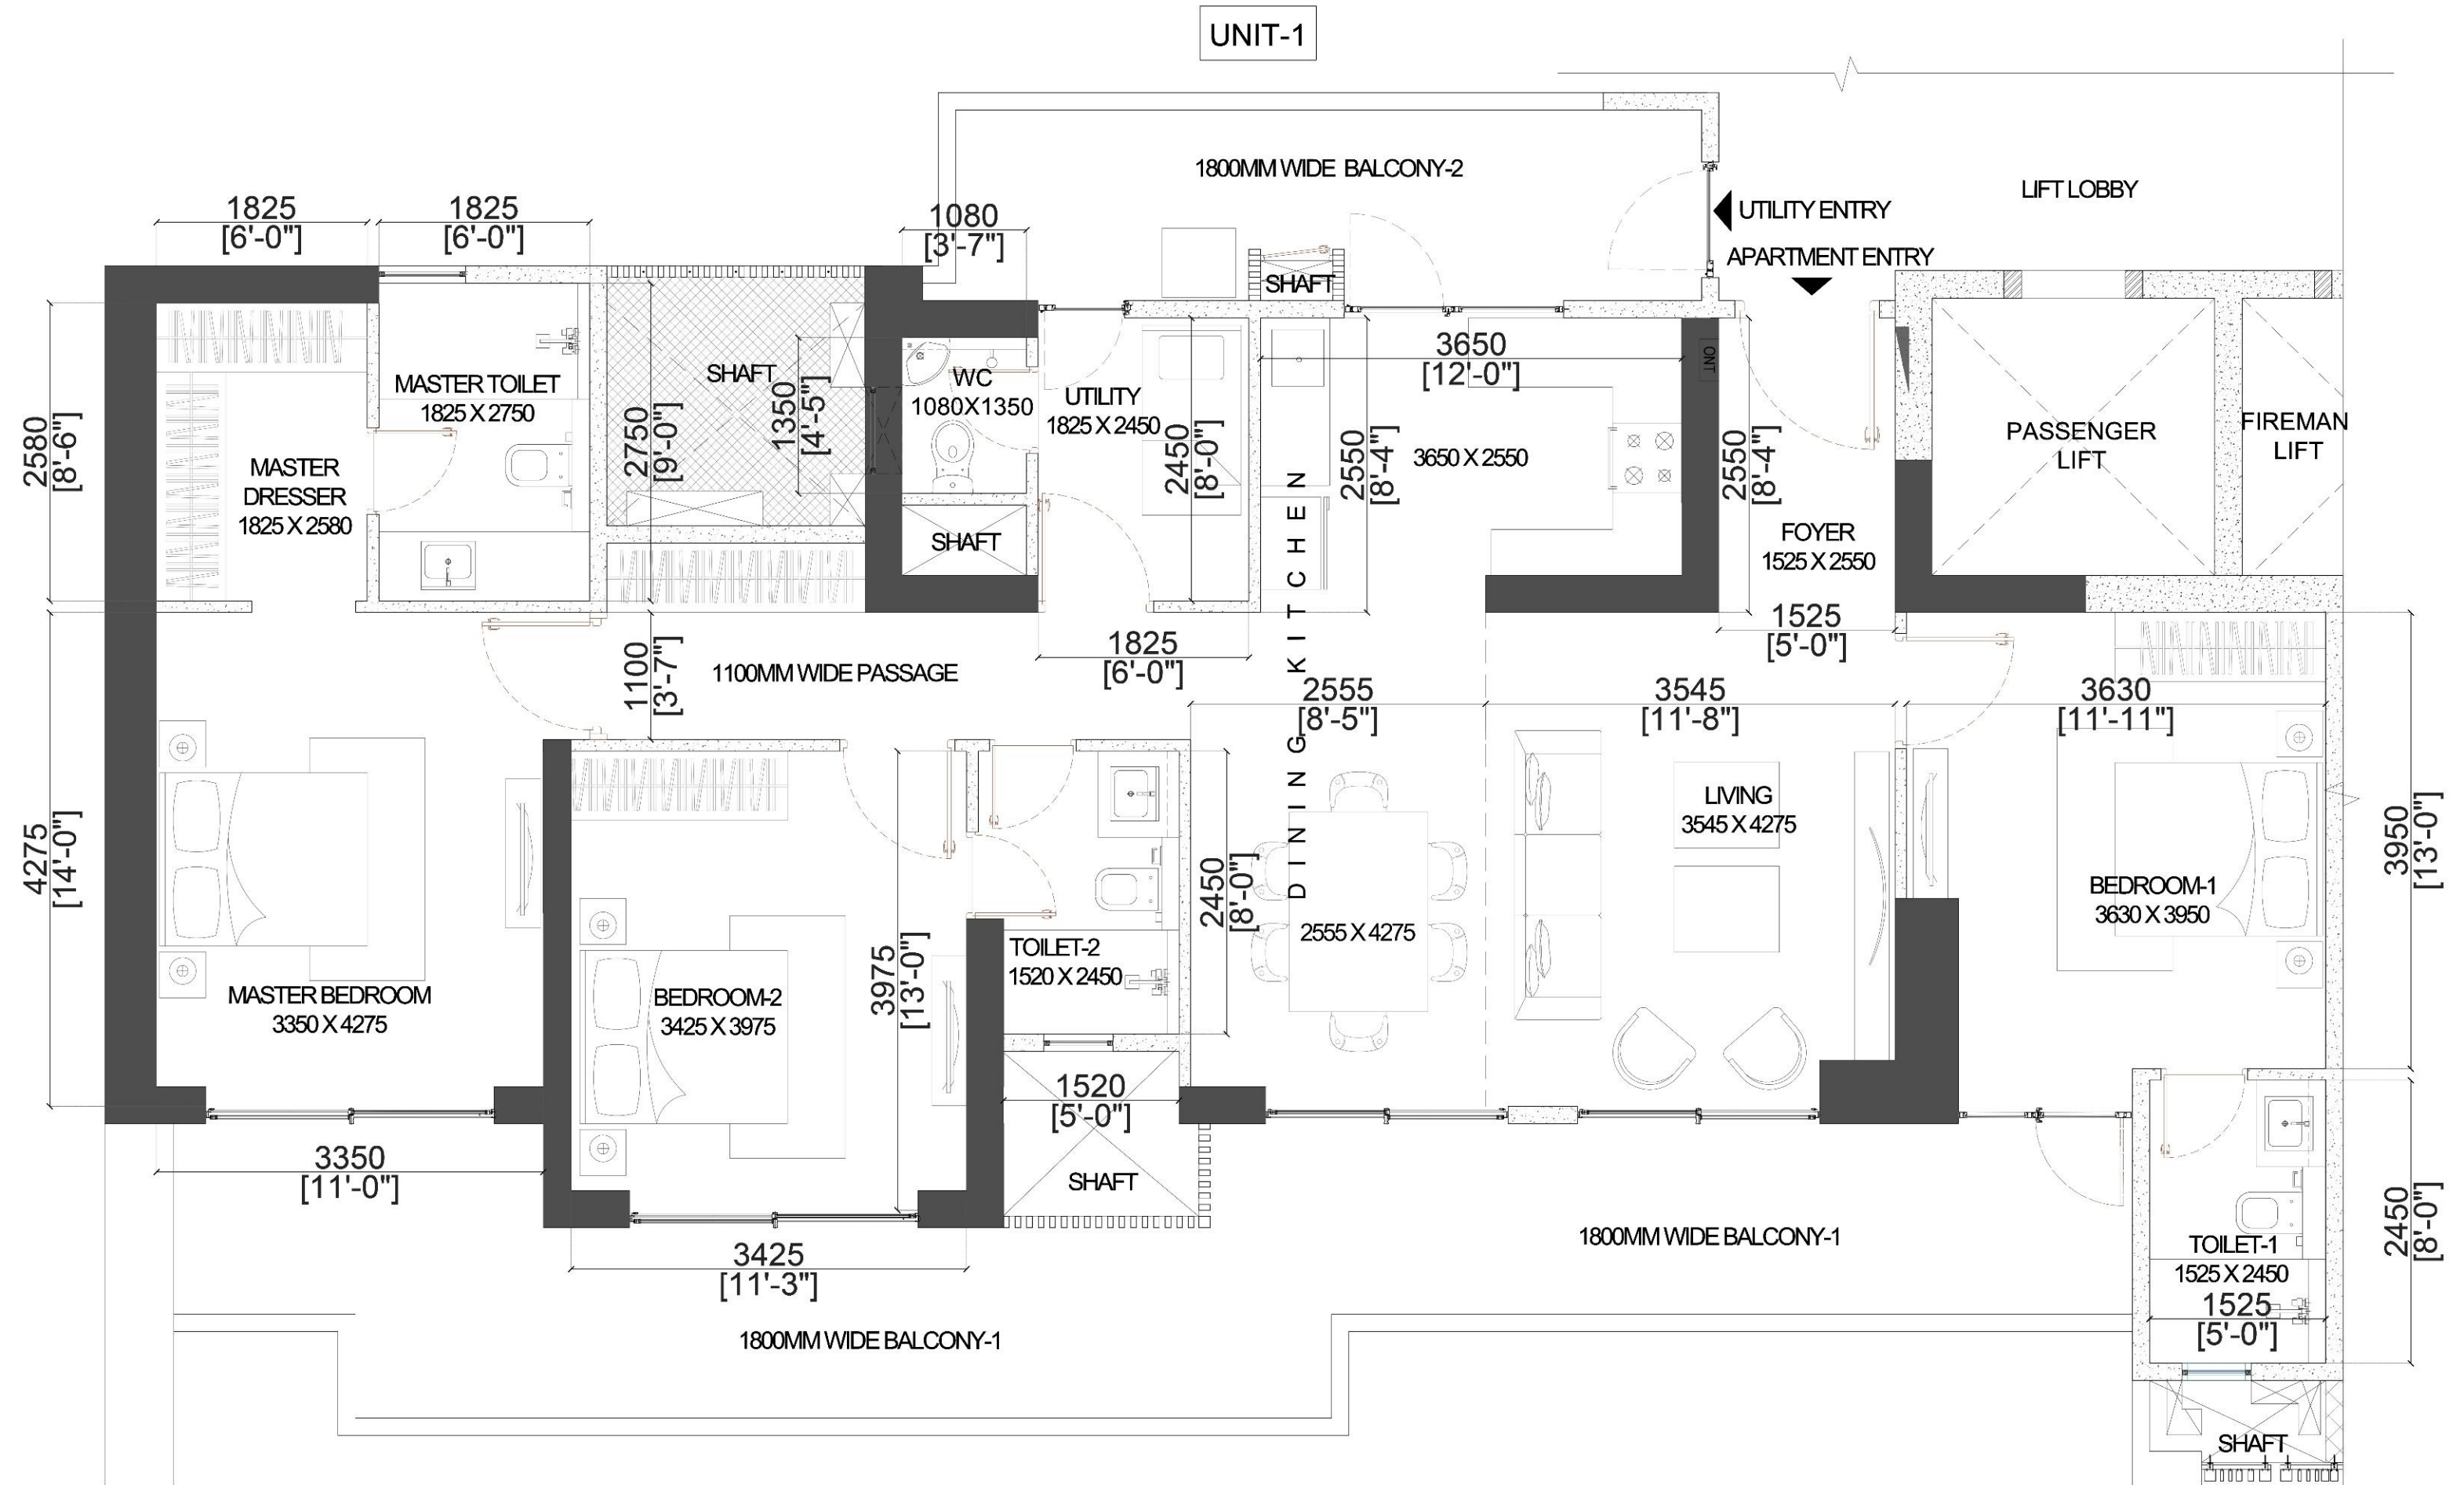 UNIT-1
1800MM WIDE BALCONY-2
LIFT LOBBY
UTILITY ENTRY
APARTMENT ENTRY
1825
[6'-0"]
1825
[6'-0"]
1080
[3'-7"]
SHAFT
3650
[12'-0"]
ONT
MASTER TOILET
1825 X 2750
SHAFT
WC
1080X1350
UTILITY
1825 X 2450
2580
[8'-6"]
2750
[9'-0"]
1350
[4'-5"]
2450
[8'-0"]
2550
[8'-4"]
3650 X 2550
2550
[8'-4"]
PASSENGER
LIFT
FIREMAN
LIFT
MASTER
DRESSER
1825 X 2580
SHAFT
FOYER
1525 X 2550
DINING KITCHEN
1525
[5'-0"]
1100
[3'-7"]
1100MM WIDE PASSAGE
1825
[6'-0"]
2555
[8'-5"]
3545
[11'-8"]
3630
[11'-11"]
4275
[14'-0"]
LIVING
3545 X 4275
3950
[13'-0"]
BEDROOM-1
3630 X 3950
2450
[8'-0"]
2555 X 4275
TOILET-2
1520 X 2450
3975
[13'-0"]
MASTER BEDROOM
3350 X 4275
BEDROOM-2
3425 X 3975
1520
[5'-0"]
3350
[11'-0"]
SHAFT
1800MM WIDE BALCONY-1
2450
[8'-0"]
TOILET-1
1525 X 2450
1525
[5'-0"]
3425
[11'-3"]
1800MM WIDE BALCONY-1
SHAFT